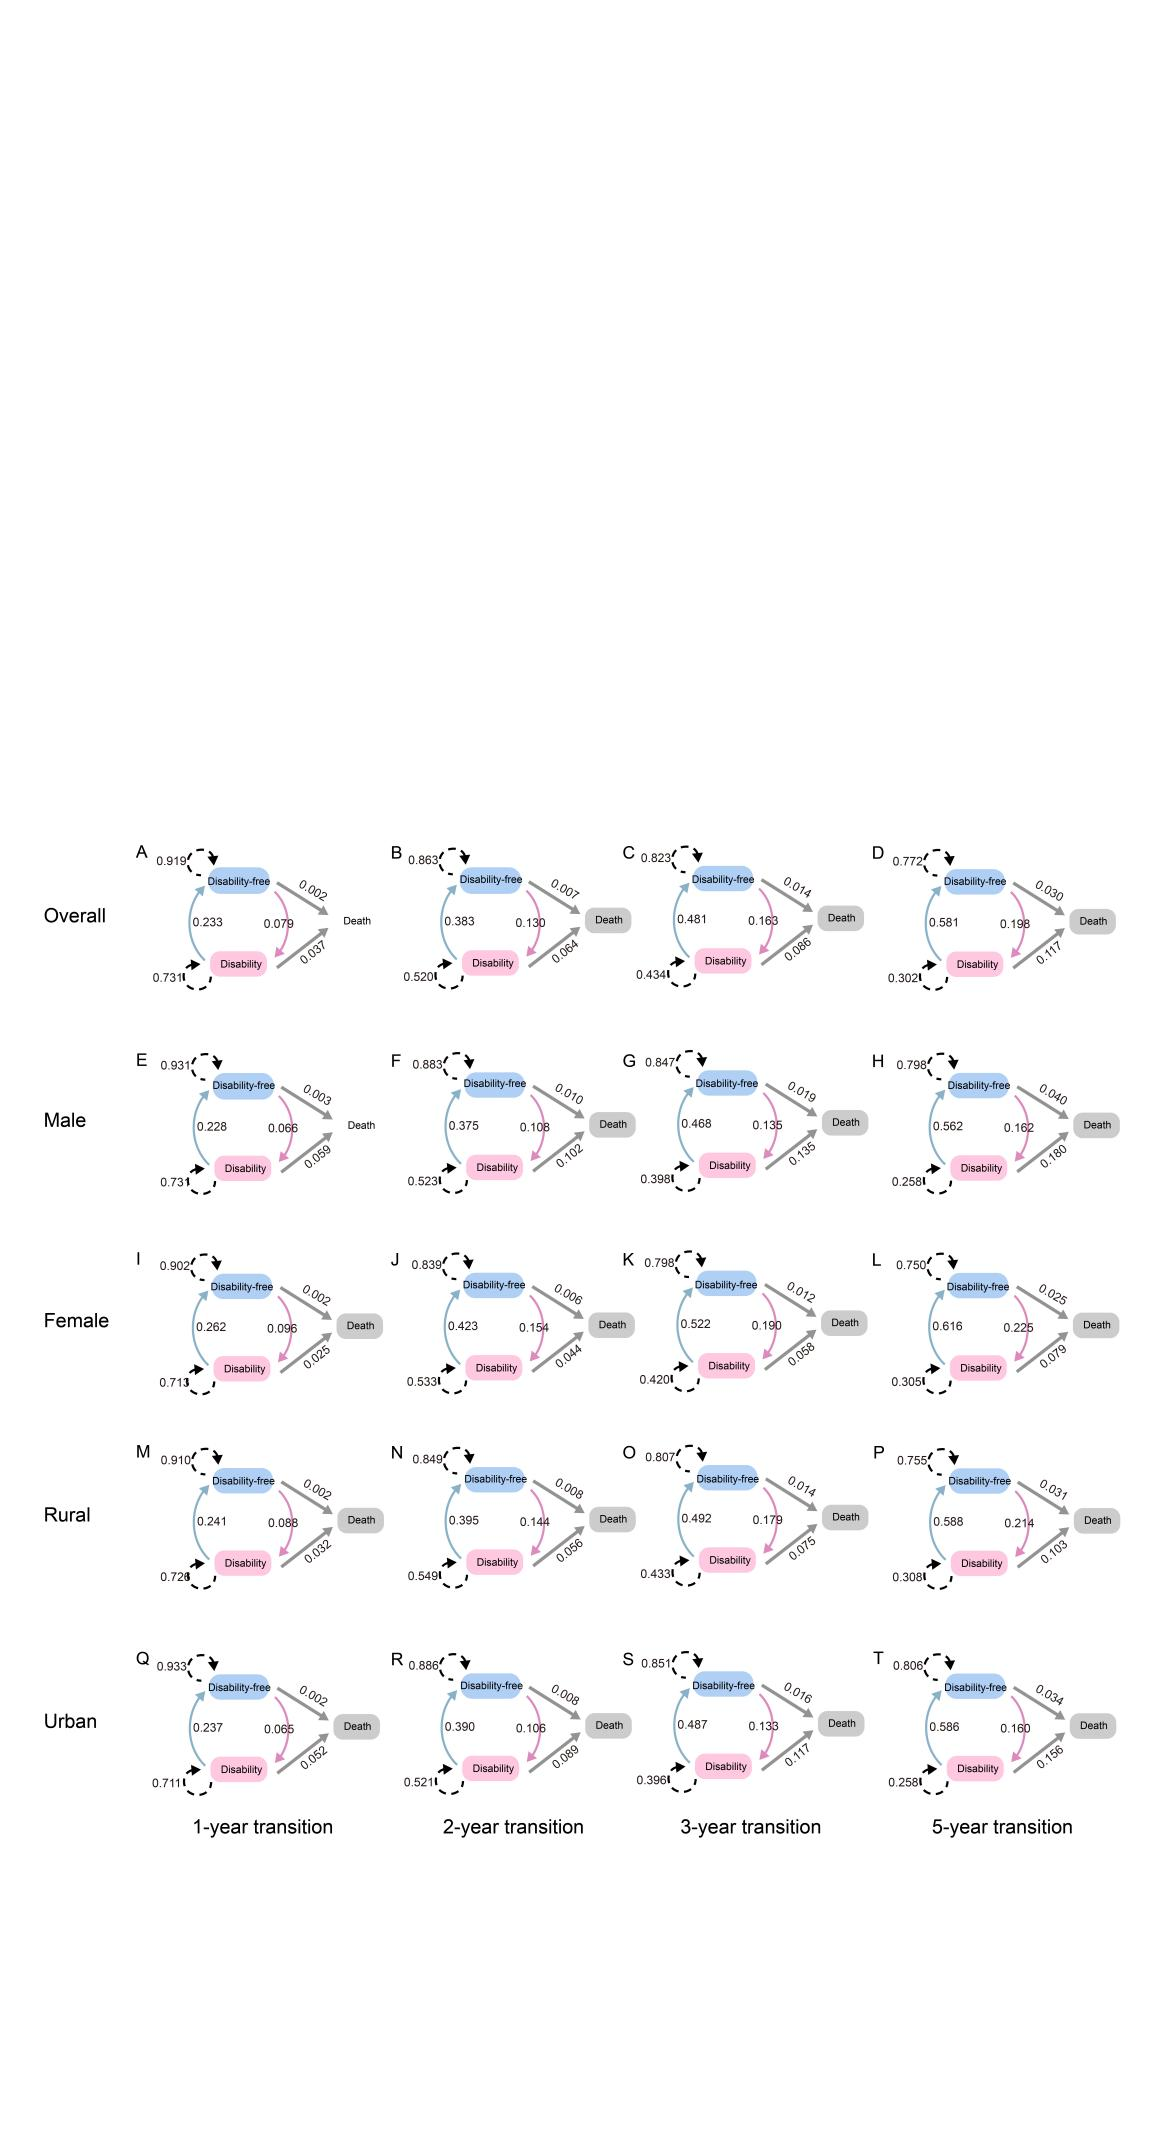 A
0.919
Disability-free
0.002
0.233
0.079
Death
0.037
Disability
0.731
B
0.863
Disability-free
0.007
0.383
0.130
Death
0.064
Disability
0.520
C
0.823
Disability-free
0.014
0.481
0.163
Death
0.086
Disability
0.434
D
0.772
Disability-free
0.030
0.581
0.198
Death
0.117
Disability
0.302
Overall
E
0.931
Disability-free
0.003
0.228
0.066
Death
0.059
Disability
0.731
F
0.883
Disability-free
0.010
0.375
0.108
Death
0.102
Disability
0.523
G
0.847
Disability-free
0.019
0.468
0.135
Death
0.135
Disability
0.398
H
0.798
Disability-free
0.040
0.562
0.162
Death
0.180
Disability
0.258
Male
I
0.902
Disability-free
0.002
0.262
0.096
Death
0.025
Disability
0.713
J
0.839
Disability-free
0.006
0.423
0.154
Death
0.044
Disability
0.533
K
0.798
Disability-free
0.012
0.522
0.190
Death
0.058
Disability
0.420
L
0.750
Disability-free
0.025
0.616
0.225
Death
0.079
Disability
0.305
Female
M
0.910
Disability-free
0.002
0.241
0.088
Death
0.032
Disability
0.726
N
0.849
Disability-free
0.008
0.395
0.144
Death
0.056
Disability
0.549
O
0.807
Disability-free
0.014
0.492
0.179
Death
0.075
Disability
0.433
P
0.755
Disability-free
0.031
0.588
0.214
Death
0.103
Disability
0.308
Rural
Q
0.933
Disability-free
0.002
0.237
0.065
Death
0.052
Disability
0.711
R
0.886
Disability-free
0.008
0.390
0.106
Death
0.089
Disability
0.521
S
0.851
Disability-free
0.016
0.487
0.133
Death
0.117
Disability
0.396
T
0.806
Disability-free
0.034
0.586
0.160
Death
0.156
Disability
0.258
Urban
1-year transition
2-year transition
3-year transition
5-year transition